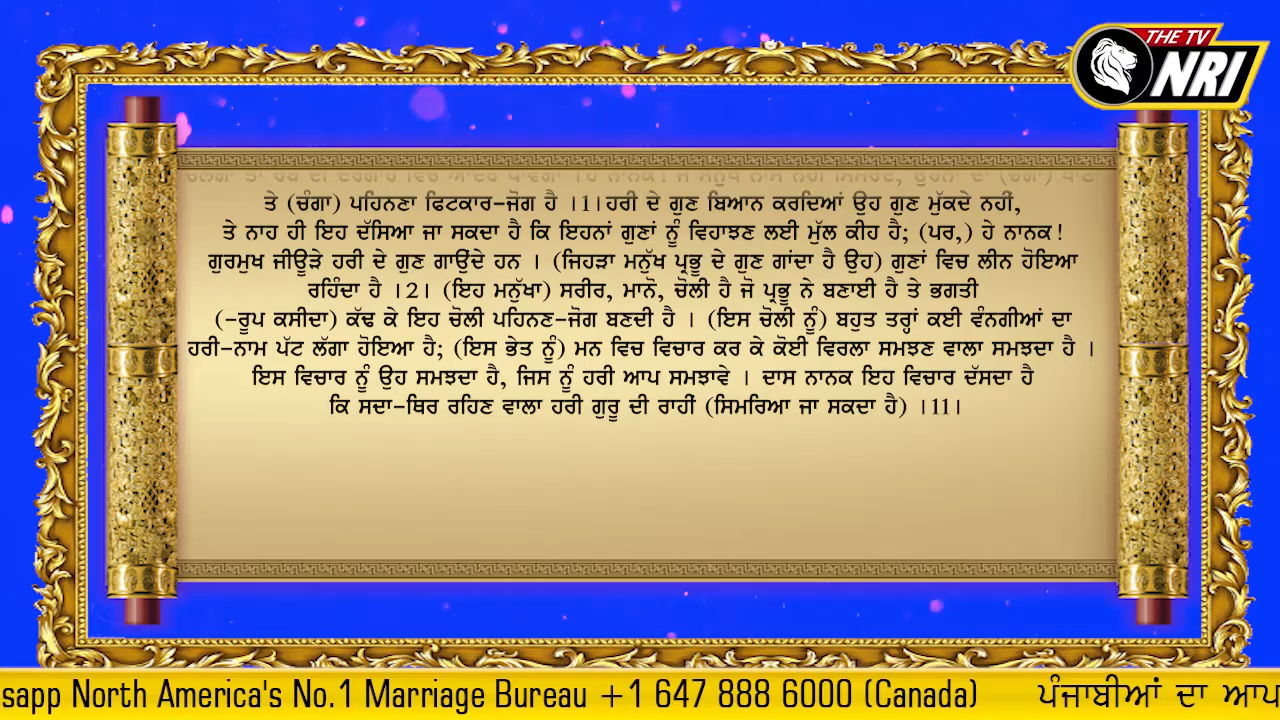 THE TV
NRI
ਤੇ (ਚੰਗਾ) ਪਹਿਨਣਾ ਫਿਟਕਾਰ-ਜੋਗ ਹੈ ।1।ਹਰੀ ਦੇ ਗੁਣ ਬਿਆਨ ਕਰਦਿਆਂ ਉਹ ਗੁਣ ਮੁੱਕਦੇ ਨਹੀਂ,
ਤੇ ਨਾਹ ਹੀ ਇਹ ਦੱਸਿਆ ਜਾ ਸਕਦਾ ਹੈ ਕਿ ਇਹਨਾਂ ਗੁਣਾਂ ਨੂੰ ਵਿਹਾਝਣ ਲਈ ਮੁੱਲ ਕੀਹ ਹੈ; (ਪਰ,) ਹੇ ਨਾਨਕ!
ਗੁਰਮੁਖ ਜੀਊੜੇ ਹਰੀ ਦੇ ਗੁਣ ਗਾਉਂਦੇ ਹਨ । (ਜਿਹੜਾ ਮਨੁੱਖ ਪ੍ਰਭੂ ਦੇ ਗੁਣ ਗਾਂਦਾ ਹੈ ਉਹ) ਗੁਣਾਂ ਵਿਚ ਲੀਨ ਹੋਇਆ
ਰਹਿੰਦਾ ਹੈ ।2। (ਇਹ ਮਨੁੱਖਾ) ਸਰੀਰ, ਮਾਨੋ, ਚੋਲੀ ਹੈ ਜੋ ਪ੍ਰਭੂ ਨੇ ਬਣਾਈ ਹੈ ਤੇ ਭਗਤੀ
(-ਰੂਪ ਕਸੀਦਾ) ਕੱਢ ਕੇ ਇਹ ਚੋਲੀ ਪਹਿਨਣ-ਜੋਗ ਬਣਦੀ ਹੈ । (ਇਸ ਚੋਲੀ ਨੂੰ) ਬਹੁਤ ਤਰ੍ਹਾਂ ਕਈ ਵੰਨਗੀਆਂ ਦਾ
ਹਰੀ-ਨਾਮ ਪੱਟ ਲੱਗਾ ਹੋਇਆ ਹੈ; (ਇਸ ਭੇਤ ਨੂੰ) ਮਨ ਵਿਚ ਵਿਚਾਰ ਕਰ ਕੇ ਕੋਈ ਵਿਰਲਾ ਸਮਝਣ ਵਾਲਾ ਸਮਝਦਾ ਹੈ ।
ਇਸ ਵਿਚਾਰ ਨੂੰ ਉਹ ਸਮਝਦਾ ਹੈ, ਜਿਸ ਨੂੰ ਹਰੀ ਆਪ ਸਮਝਾਵੇ । ਦਾਸ ਨਾਨਕ ਇਹ ਵਿਚਾਰ ਦੱਸਦਾ ਹੈ
ਕਿ ਸਦਾ-ਥਿਰ ਰਹਿਣ ਵਾਲਾ ਹਰੀ ਗੁਰੂ ਦੀ ਰਾਹੀਂ (ਸਿਮਰਿਆ ਜਾ ਸਕਦਾ ਹੈ) ।11।
sapp North America's No.1 Marriage Bureau +1 647 888 6000 (Canada) ਪੰਜਾਬੀਆਂ ਦਾ ਆਪ